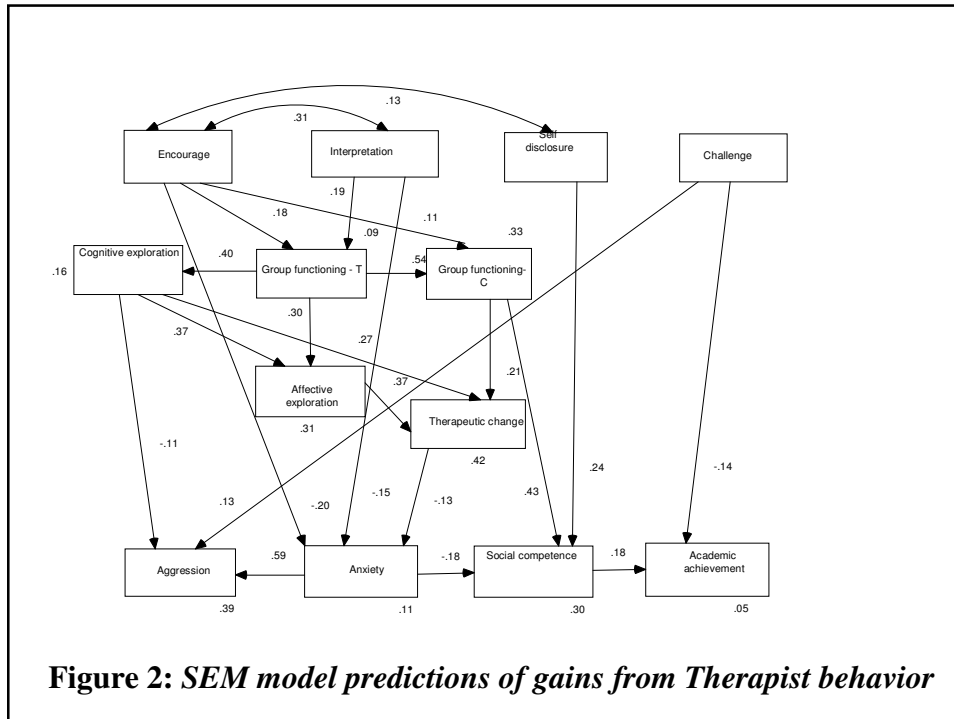 .13
.31
Encourage
Interpretation
Self
disclosure
Challenge
.19
.18
.11
.09
.33
Cognitive exploration
.16
.40
Group functioning - T
.54
Group functioning-
C
.30
.37
.27
.37
.21
Affective
exploration
Therapeutic change
.31
.42
-.11
.24
-.14
.13
-.20
-.15
-.13
.43
.59
-.18
.18
Aggression
Anxiety
Social competence
Academic
achievement
.39
.11
.30
.05
Figure 2: SEM model predictions of gains from Therapist behavior